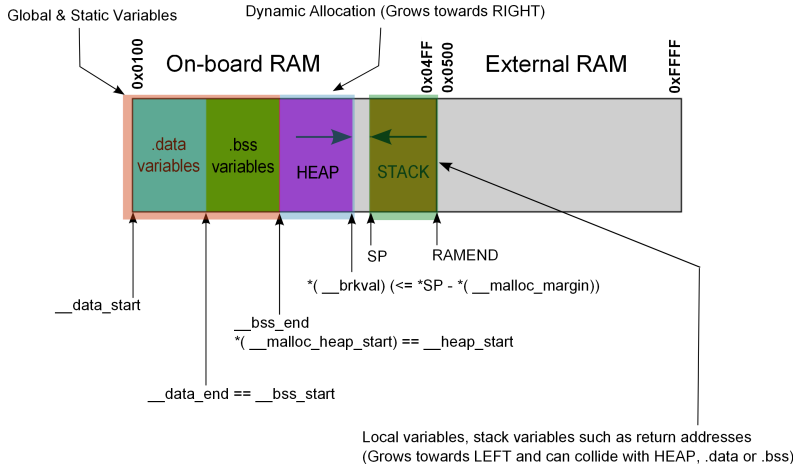 Global & Static Variables
Dynamic Allocation (Grows towards RIGHT)
0x0100
On-board RAM
0x04FF
0x0500
External RAM
0xFFFF
.data
variables
.bss
variables
HEAP
STACK
SP
RAMEND
*( __brkval) (<= *SP - *( __malloc_margin))
__data_start
__bss_end
*( __malloc_heap_start) == __heap_start
__data_end == __bss_start
Local variables, stack variables such as return addresses
(Grows towards LEFT and can collide with HEAP, .data or .bss)